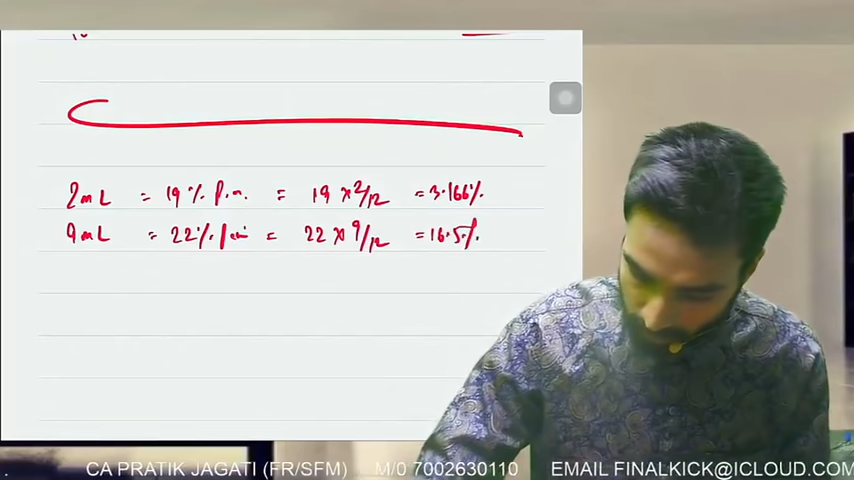 2mL = 19% P.a. = 19 x 2/12 = 3.166%
9mL = 22% = 22 x 9/12 = 16.5%
. CA PRATIK JAGATI (FR/SFM) M/0 7002630110 EMAIL FINALKICK@ICLOUD.COM